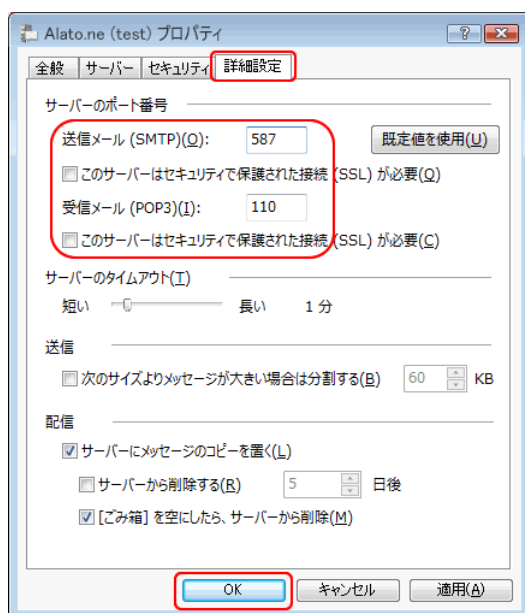 Alato.ne (test) プロパティ
全般 サーバー セキュリティ 詳細設定
サーバーのポート番号
送信メール (SMTP)(O): 587 既定値を使用(U)
このサーバーはセキュリティで保護された接続 (SSL) が必要(Q)
受信メール (POP3)(I): 110
このサーバーはセキュリティで保護された接続 (SSL) が必要(C)
サーバーのタイムアウト(T)
短い 長い 1 分
送信
次のサイズよりメッセージが大きい場合は分割する(B) 60 KB
配信
サーバーにメッセージのコピーを置く(L)
サーバーから削除する(R) 5 日後
[ごみ箱] を空にしたら、サーバーから削除(M)
OK キャンセル 適用(A)